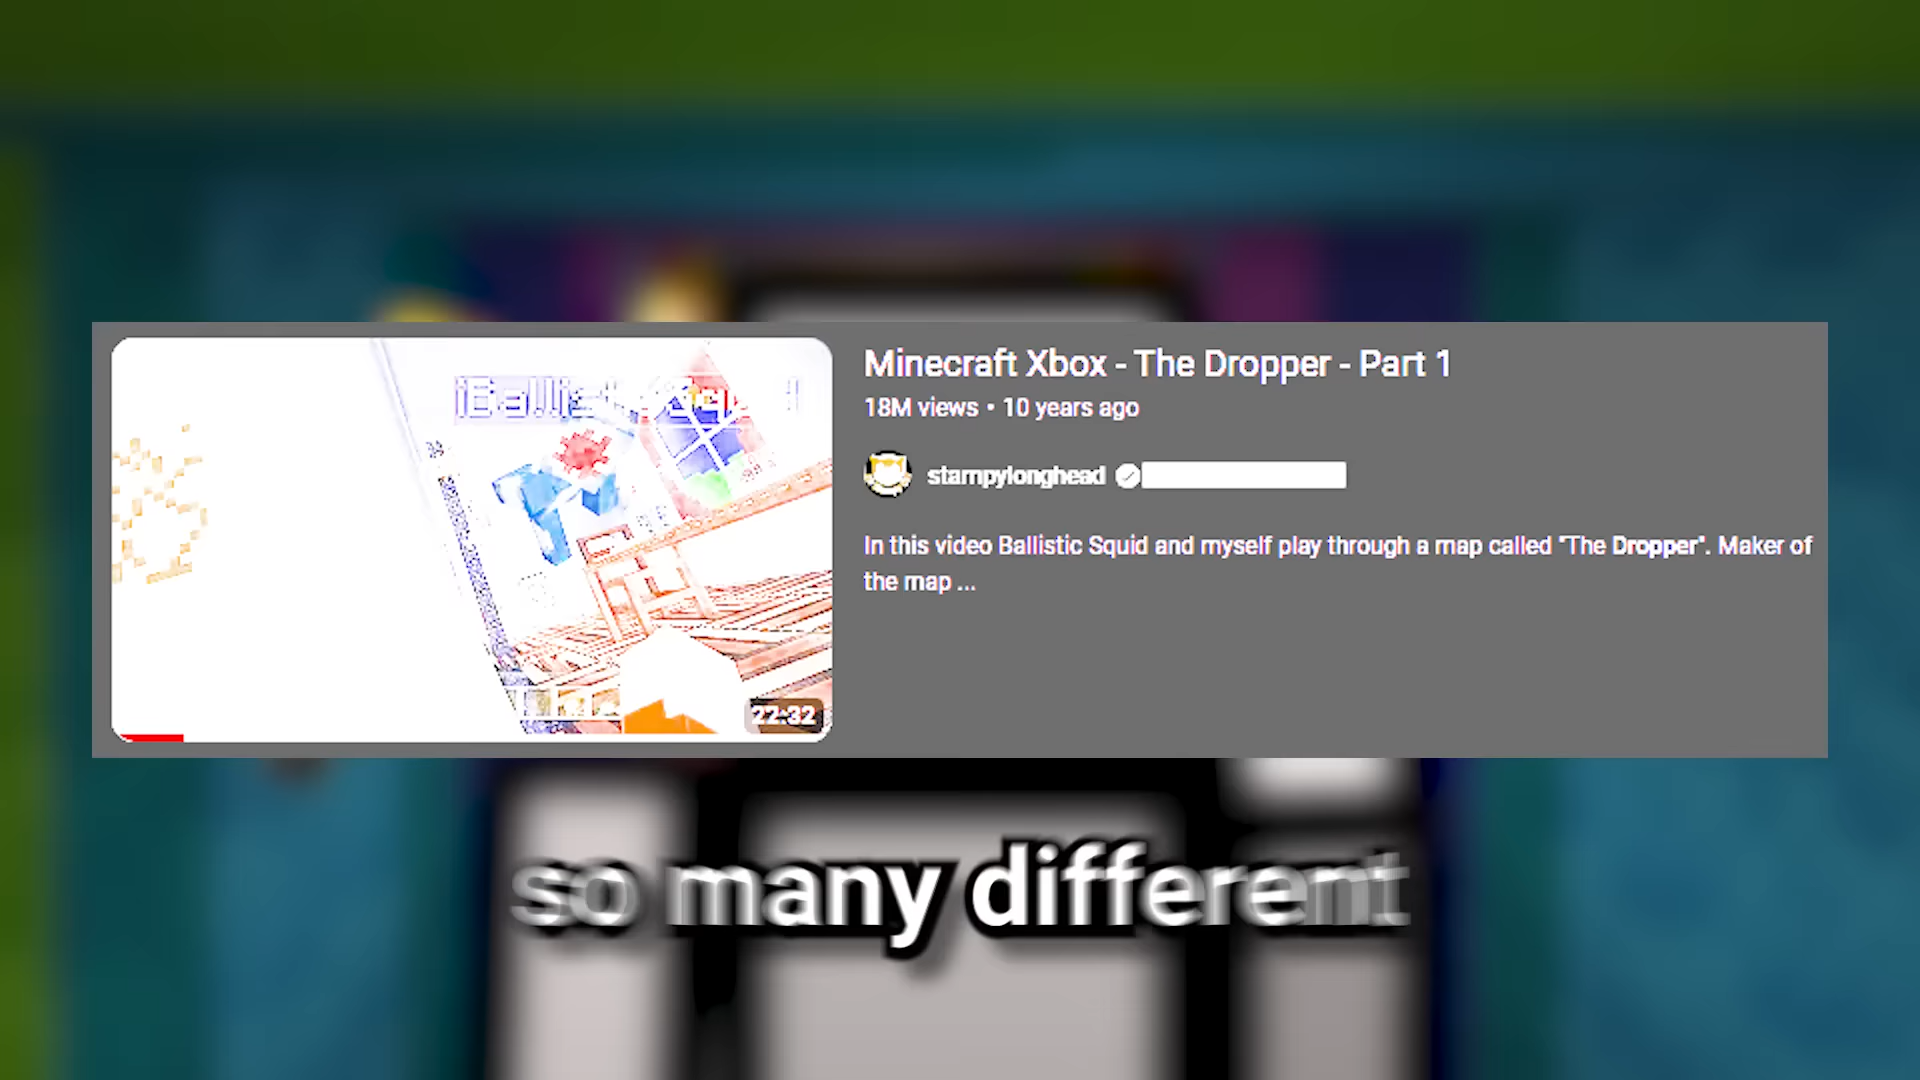 Minecraft Xbox - The Dropper - Part 1
18M views • 10 years ago
stampylonghead
In this video Ballistic Squid and myself play through a map called "The Dropper". Maker of
the map ...
22:32
so many different